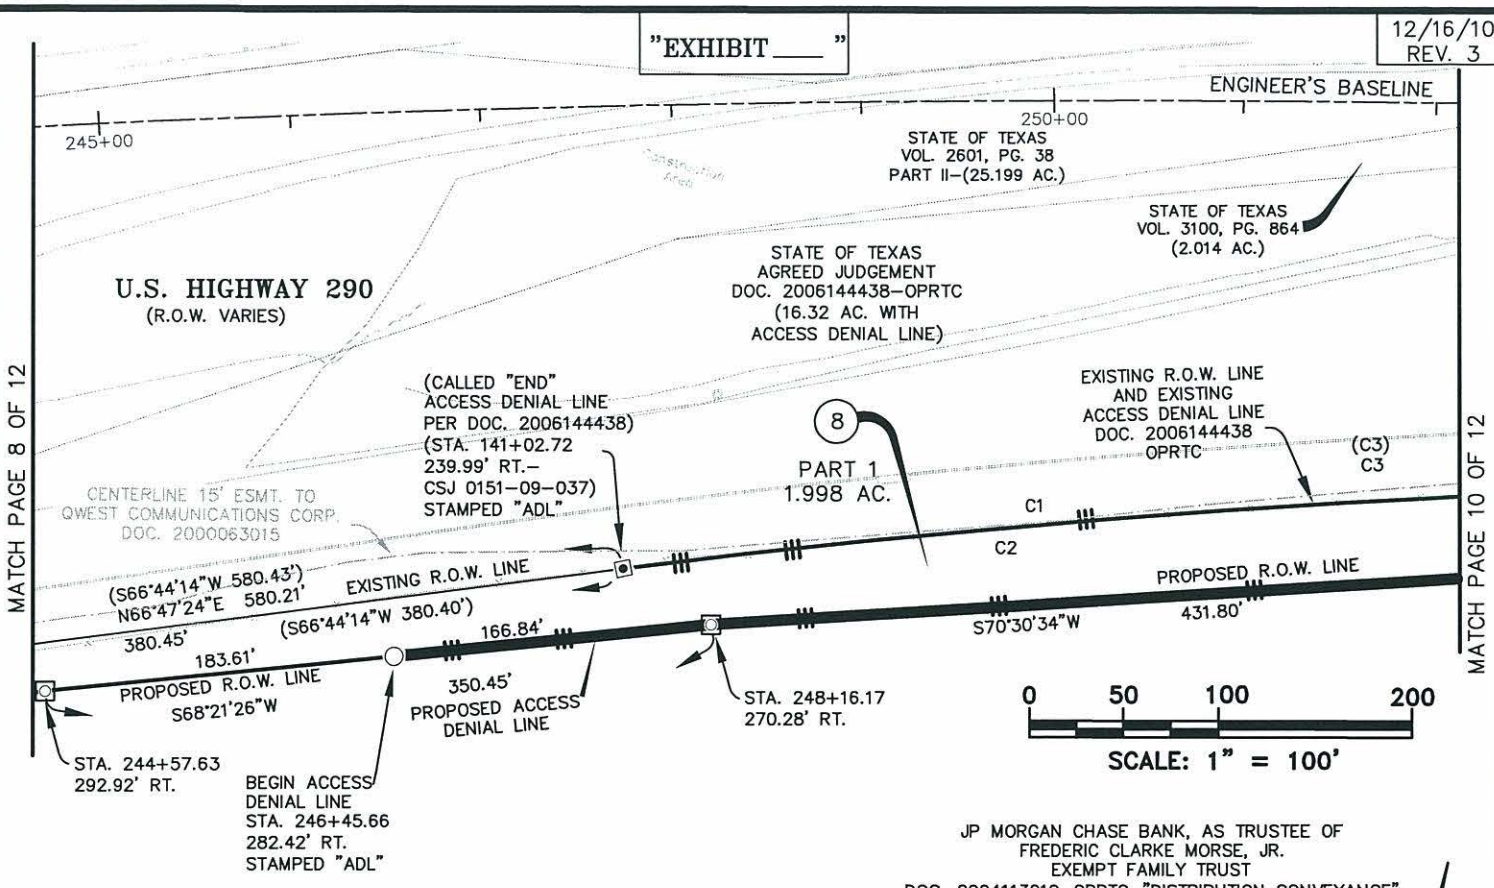 "EXHIBIT ____ "
12/16/10
REV. 3
ENGINEER'S BASELINE
245+00
250+00
STATE OF TEXAS
VOL. 2601, PG. 38
PART II-(25.199 AC.)
Construction
Area
STATE OF TEXAS
VOL. 3100, PG. 864
(2.014 AC.)
STATE OF TEXAS
AGREED JUDGEMENT
DOC. 2006144438-OPRTC
(16.32 AC. WITH
ACCESS DENIAL LINE)
U.S. HIGHWAY 290
(R.O.W. VARIES)
MATCH PAGE 8 OF 12
(CALLED "END"
ACCESS DENIAL LINE
PER DOC. 2006144438)
(STA. 141+02.72
239.99' RT.-
CSJ 0151-09-037)
STAMPED "ADL"
8
PART 1
1.998 AC.
EXISTING R.O.W. LINE
AND EXISTING
ACCESS DENIAL LINE
DOC. 2006144438
OPRTC
(C3)
C3
MATCH PAGE 10 OF 12
CENTERLINE 15' ESMT. TO
QWEST COMMUNICATIONS CORP.
DOC. 2000063015
C1
C2
(S66°44'14"W 580.43')
N66°47'24"E 580.21'
EXISTING R.O.W. LINE
380.45'
(S66°44'14"W 380.40')
PROPOSED R.O.W. LINE
S70°30'34"W
431.80'
166.84'
183.61'
PROPOSED R.O.W. LINE
S68°21'26"W
350.45'
PROPOSED ACCESS
DENIAL LINE
STA. 248+16.17
270.28' RT.
STA. 244+57.63
292.92' RT.
BEGIN ACCESS
DENIAL LINE
STA. 246+45.66
282.42' RT.
STAMPED "ADL"
0 50 100 200
SCALE: 1" = 100'
JP MORGAN CHASE BANK, AS TRUSTEE OF
FREDERIC CLARKE MORSE, JR.
EXEMPT FAMILY TRUST
"DISTRIBUTION CONVEYANCE"